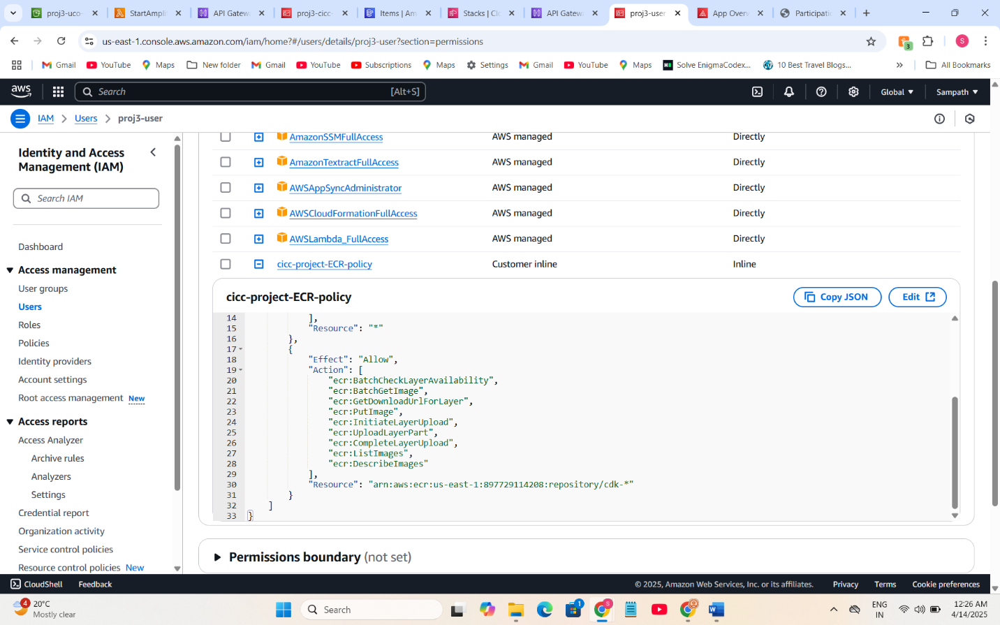 proj3-uco-
StartAmpli
API Gatew
proj3-cicc-
Items | Am
Stacks | Cl
API Gatew
proj3-user
App Over
Participatio
us-east-1.console.aws.amazon.com/iam/home?#/users/details/proj3-user?section=permissions
3
S
Gmail
YouTube
Maps
New folder
Gmail
YouTube
Subscriptions
Maps
Settings
Gmail
YouTube
Maps
Solve EnigmaCodex...
10 Best Travel Blogs...
All Bookmarks
aws
Search
[Alt+S]
Global
Sampath
IAM
Users
proj3-user
Identity and Access
Management (IAM)
Search IAM
Dashboard
Access management
User groups
Users
Roles
Policies
Identity providers
Account settings
Root access management New
Access reports
Access Analyzer
Archive rules
Analyzers
Settings
Credential report
Organization activity
Service control policies
Resource control policies New
AmazonSSMFullAccess AWS managed Directly
AmazonTextractFullAccess AWS managed Directly
AWSAppSyncAdministrator AWS managed Directly
AWSCloudFormationFullAccess AWS managed Directly
AWSLambda_FullAccess AWS managed Directly
cicc-project-ECR-policy Customer inline Inline
cicc-project-ECR-policy
Copy JSON
Edit
14 ],
15 "Resource": "*"
16 },
17 {
18 "Effect": "Allow",
19 "Action": [
20 "ecr:BatchCheckLayerAvailability",
21 "ecr:BatchGetImage",
22 "ecr:GetDownloadUrlForLayer",
23 "ecr:PutImage",
24 "ecr:InitiateLayerUpload",
25 "ecr:UploadLayerPart",
26 "ecr:CompleteLayerUpload",
27 "ecr:ListImages",
28 "ecr:DescribeImages"
29 ],
30 "Resource": "arn:aws:ecr:us-east-1:897729114208:repository/cdk-*"
31 }
32 ]
33 }
Permissions boundary (not set)
CloudShell
Feedback
© 2025, Amazon Web Services, Inc. or its affiliates.
Privacy
Terms
Cookie preferences
4
20°C
Mostly clear
Search
1
S
ENG
IN
12:26 AM
4/14/2025